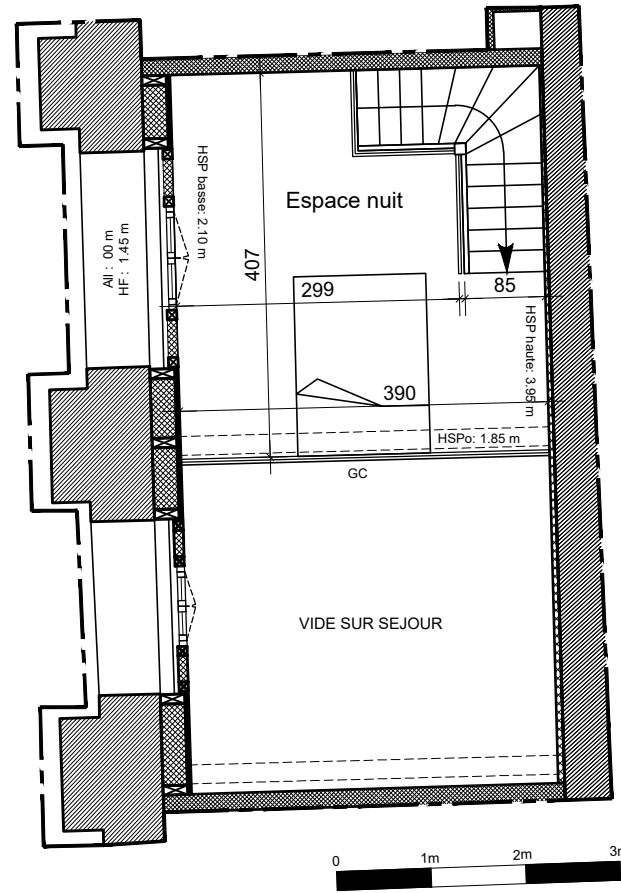 HSP basse: 2.10 m
Espace nuit
All : 00 m
HF : 1.45 m
407
299
85
HSP haute: 3.95 m
390
HSPo: 1.85 m
GC
VIDE SUR SEJOUR
0 1m 2m 3m